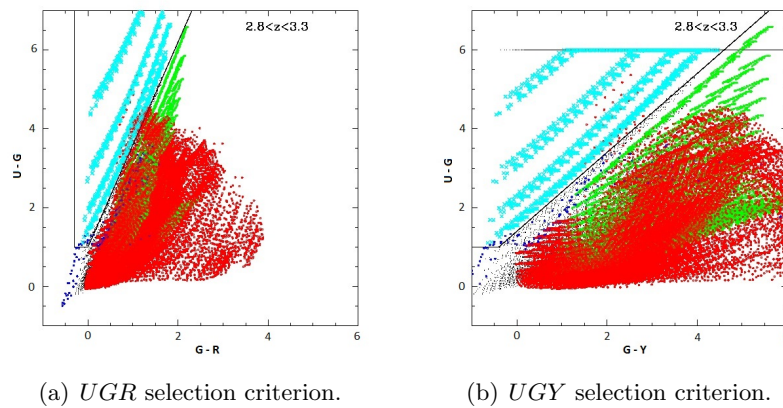 2.8<z<3.3
6
4
2
0
U - G
0
2
4
6
G - R
2.8<z<3.3
6
4
2
0
U - G
0
2
4
G - Y
(a) UGR selection criterion.
(b) UGY selection criterion.